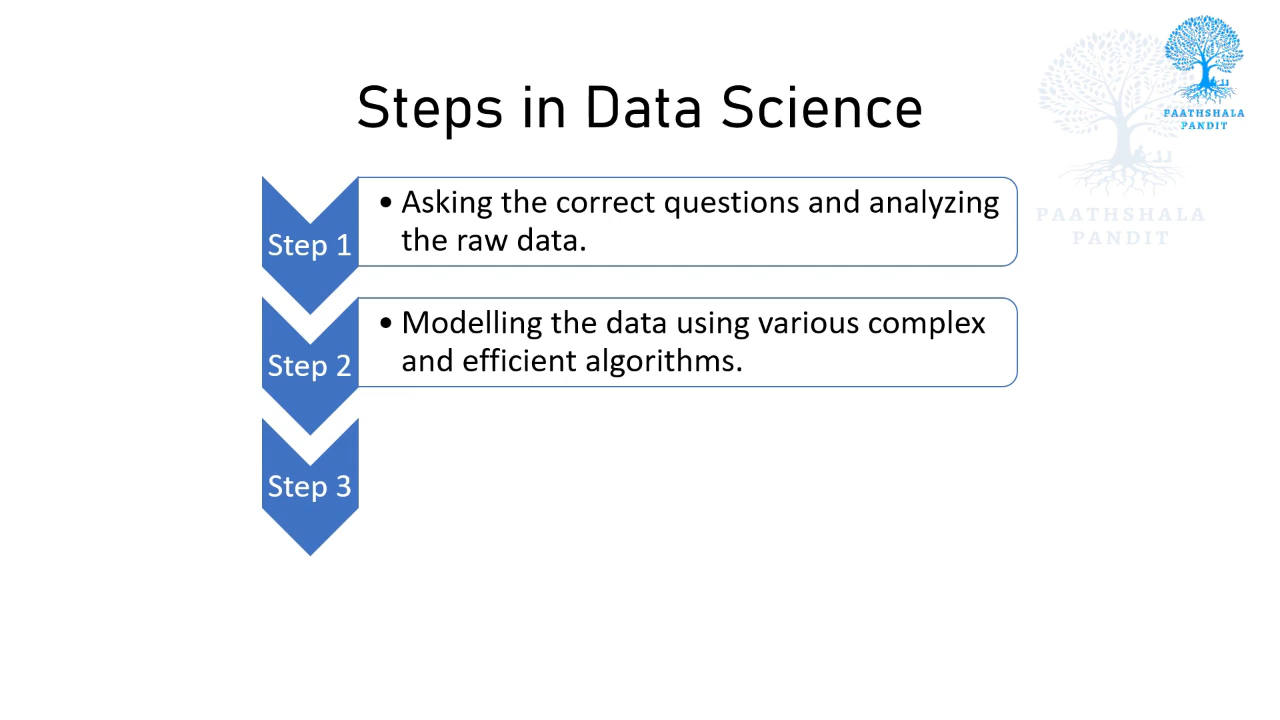 Steps in Data Science
PAATHSHALA
PANDIT
PAATHSHALA
PANDIT
Step 1
• Asking the correct questions and analyzing
the raw data.
Step 2
• Modelling the data using various complex
and efficient algorithms.
Step 3